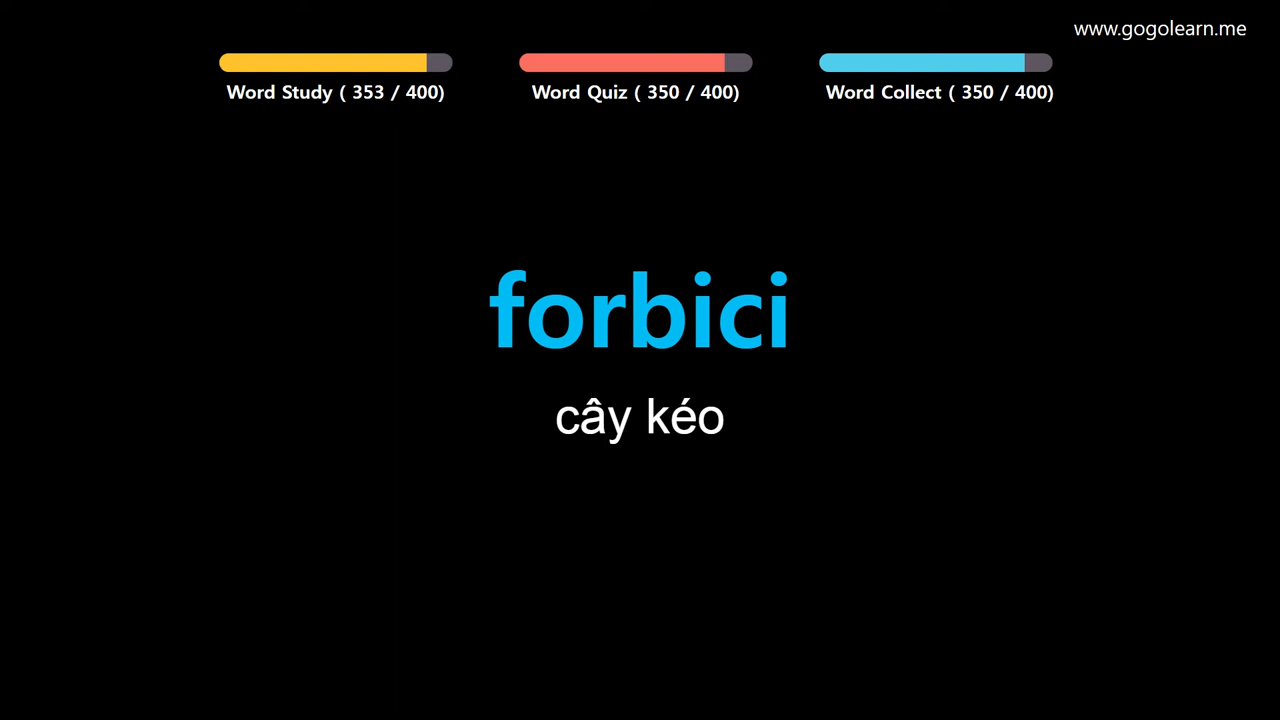 www.gogolearn.me
Word Study ( 353 / 400)
Word Quiz ( 350 / 400)
Word Collect ( 350 / 400)
forbici
cây kéo